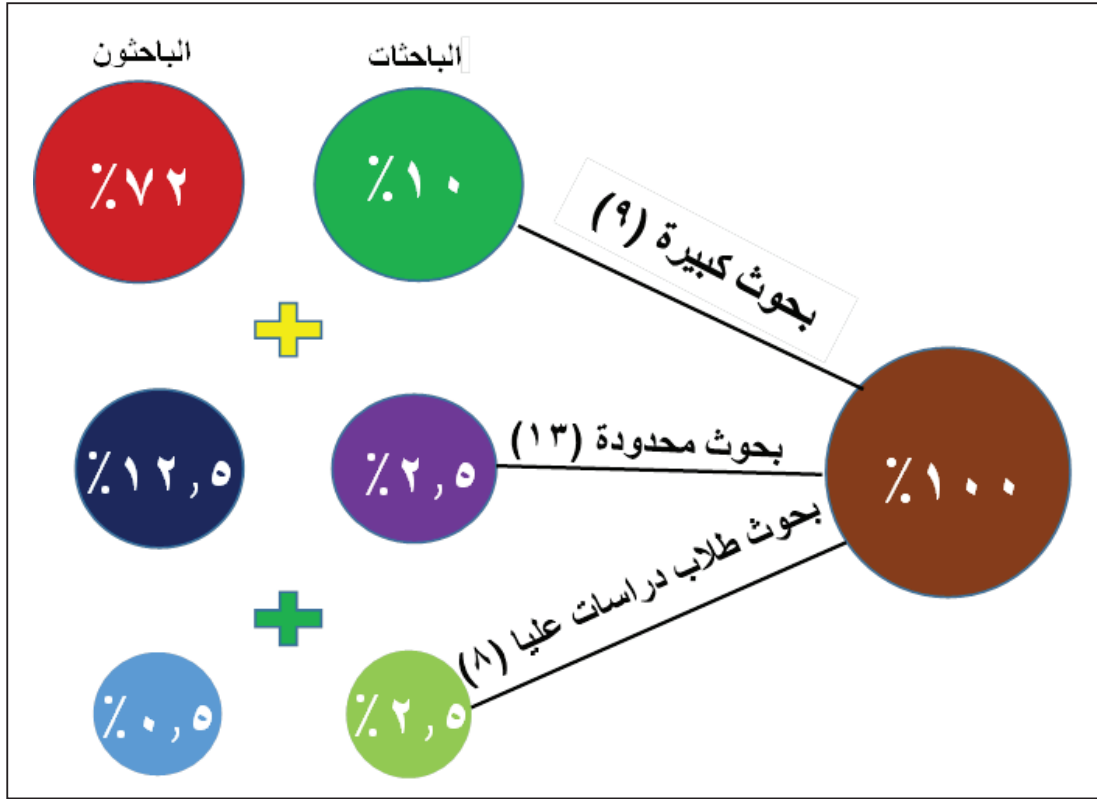 الباحثات
الباحثون
٪١٠
٪٧٢
بحوث كبيرة (٩)
بحوث محدودة (١٣)
٪٢,٥
٪١٢,٥
٪١٠٠
بحوث طلاب دراسات عليا (٨)
٪٢,٥
٪٠,٥